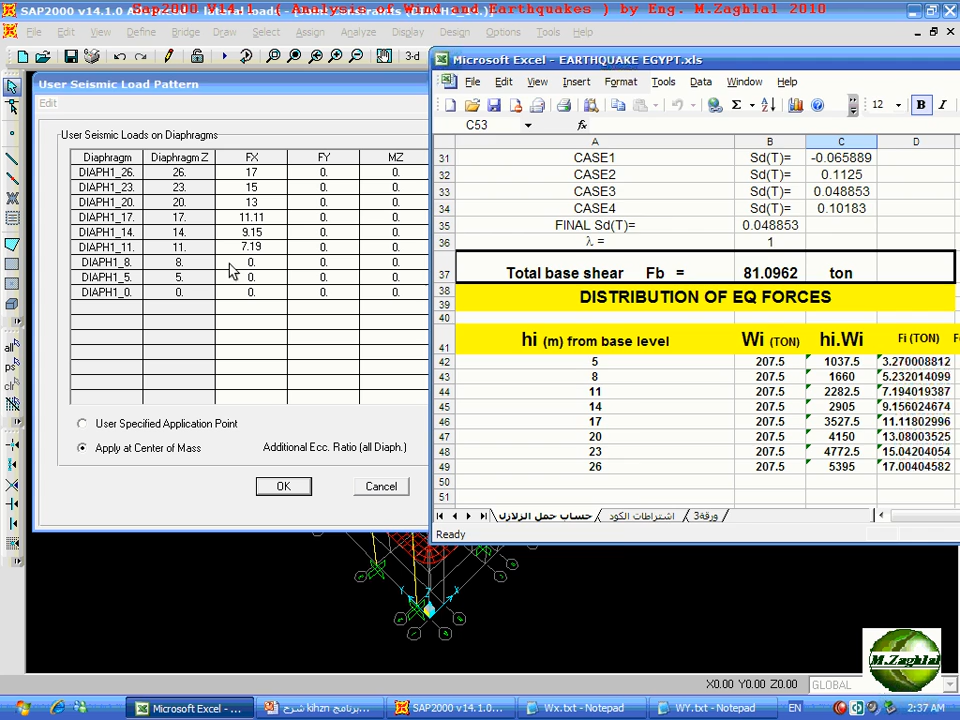 Sap2000 V14.1 ( Analysis of Wind and Earthquakes ) by Eng. M.Zaghlal 2010
File Edit View Define Bridge Draw Select Assign Analyze Display Design Options Tools Help
3-d
User Seismic Load Pattern
Edit
User Seismic Loads on Diaphragms
Diaphragm Diaphragm Z FX FY MZ
DIAPH1_26. 26. 17 0. 0.
DIAPH1_23. 23. 15 0. 0.
DIAPH1_20. 20. 13 0. 0.
DIAPH1_17. 17. 11.11 0. 0.
DIAPH1_14. 14. 9.15 0. 0.
DIAPH1_11. 11. 7.19 0. 0.
DIAPH1_8. 8. 0. 0. 0.
DIAPH1_5. 5. 0. 0. 0.
DIAPH1_0. 0. 0. 0. 0.
User Specified Application Point
Apply at Center of Mass
Additional Ecc. Ratio (all Diaph.)
OK Cancel
all
ps
clr
Microsoft Excel - EARTHQUAKE EGYPT.xls
File Edit View Insert Format Tools Data Window Help
12 B I
C53 fx
A B C D
31 CASE1 Sd(T)= -0.065889
32 CASE2 Sd(T)= 0.1125
33 CASE3 Sd(T)= 0.048853
34 CASE4 Sd(T)= 0.10183
35 FINAL Sd(T)= 0.048853
36 λ = 1
37 Total base shear Fb = 81.0962 ton
38
39 DISTRIBUTION OF EQ FORCES
40
41 hi (m) from base level Wi (TON) hi.Wi Fi (TON)
42 5 207.5 1037.5 3.270008812
43 8 207.5 1660 5.232014099
44 11 207.5 2282.5 7.194019387
45 14 207.5 2905 9.156024674
46 17 207.5 3527.5 11.11802996
47 20 207.5 4150 13.08003525
48 23 207.5 4772.5 15.04204054
49 26 207.5 5395 17.00404582
50
51
حساب حمل الزلازل اشتراطات الكود ورقة3
Ready
M.Zaghlal
X0.00 Y0.00 Z0.00 GLOBAL
Microsoft Excel - ... برنامج kihzn شرح... SAP2000 v14.1.0... Wx.txt - Notepad WY.txt - Notepad EN 2:37 AM